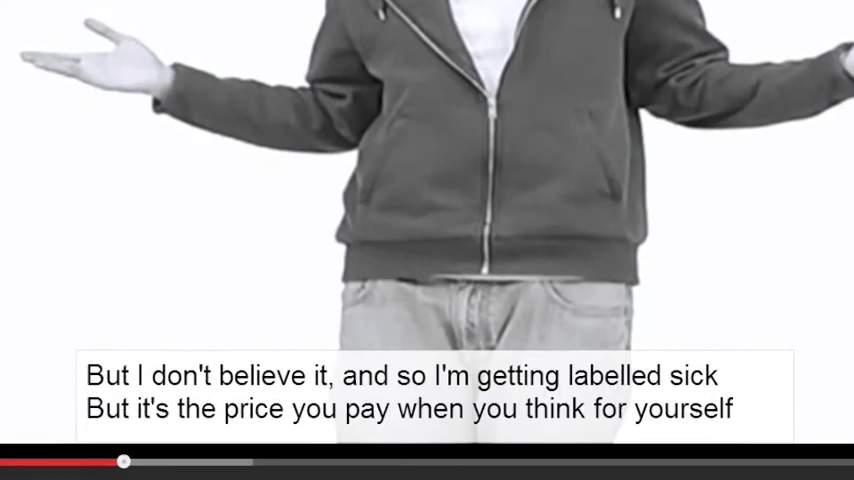 But I don't believe it, and so I'm getting labelled sick
But it's the price you pay when you think for yourself